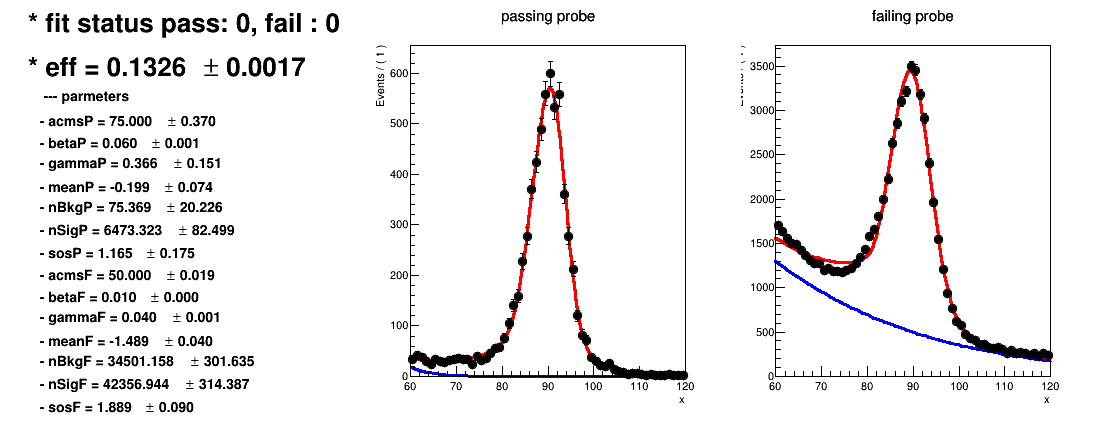 * fit status pass: 0, fail : 0
* eff = 0.1326 ± 0.0017
--- parmeters
- acmsP = 75.000 ± 0.370
- betaP = 0.060 ± 0.001
- gammaP = 0.366 ± 0.151
- meanP = -0.199 ± 0.074
- nBkgP = 75.369 ± 20.226
- nSigP = 6473.323 ± 82.499
- sosP = 1.165 ± 0.175
- acmsF = 50.000 ± 0.019
- betaF = 0.010 ± 0.000
- gammaF = 0.040 ± 0.001
- meanF = -1.489 ± 0.040
- nBkgF = 34501.158 ± 301.635
- nSigF = 42356.944 ± 314.387
- sosF = 1.889 ± 0.090
passing probe
Events / ( 1 )
600
500
400
300
200
100
0
60 70 80 90 100 110 120
x
failing probe
Events / ( 1 )
3500
3000
2500
2000
1500
1000
500
0
60 70 80 90 100 110 120
x